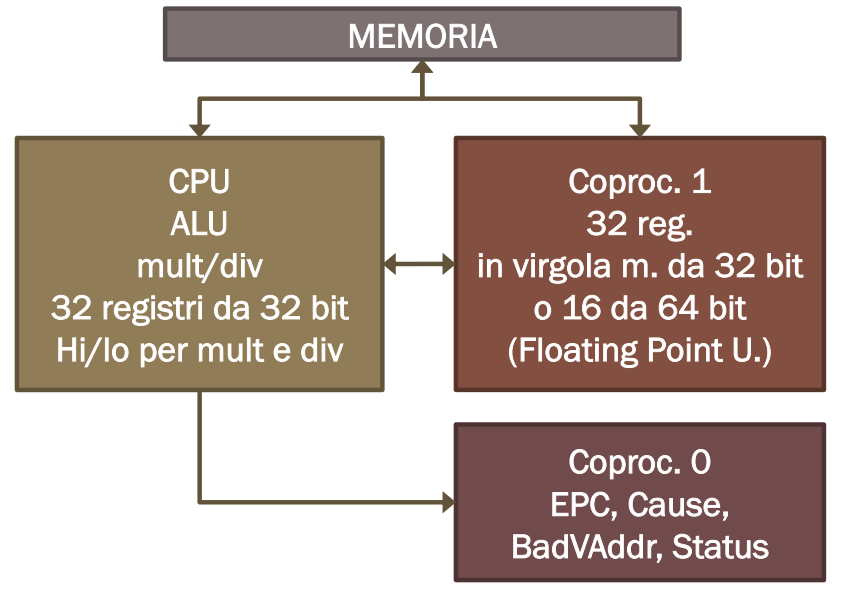 MEMORIA
CPU
ALU
mult/div
32 registri da 32 bit
Hi/lo per mult e div
Coproc. 1
32 reg.
in virgola m. da 32 bit
o 16 da 64 bit
(Floating Point U.)
Coproc. 0
EPC, Cause,
BadVAddr, Status